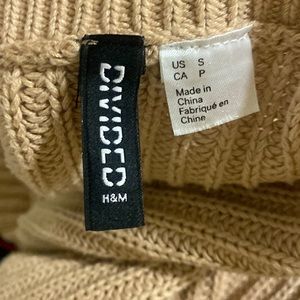 DIVIDED
H&M
US S
CA P
Made in
China
Fabriqué en
Chine